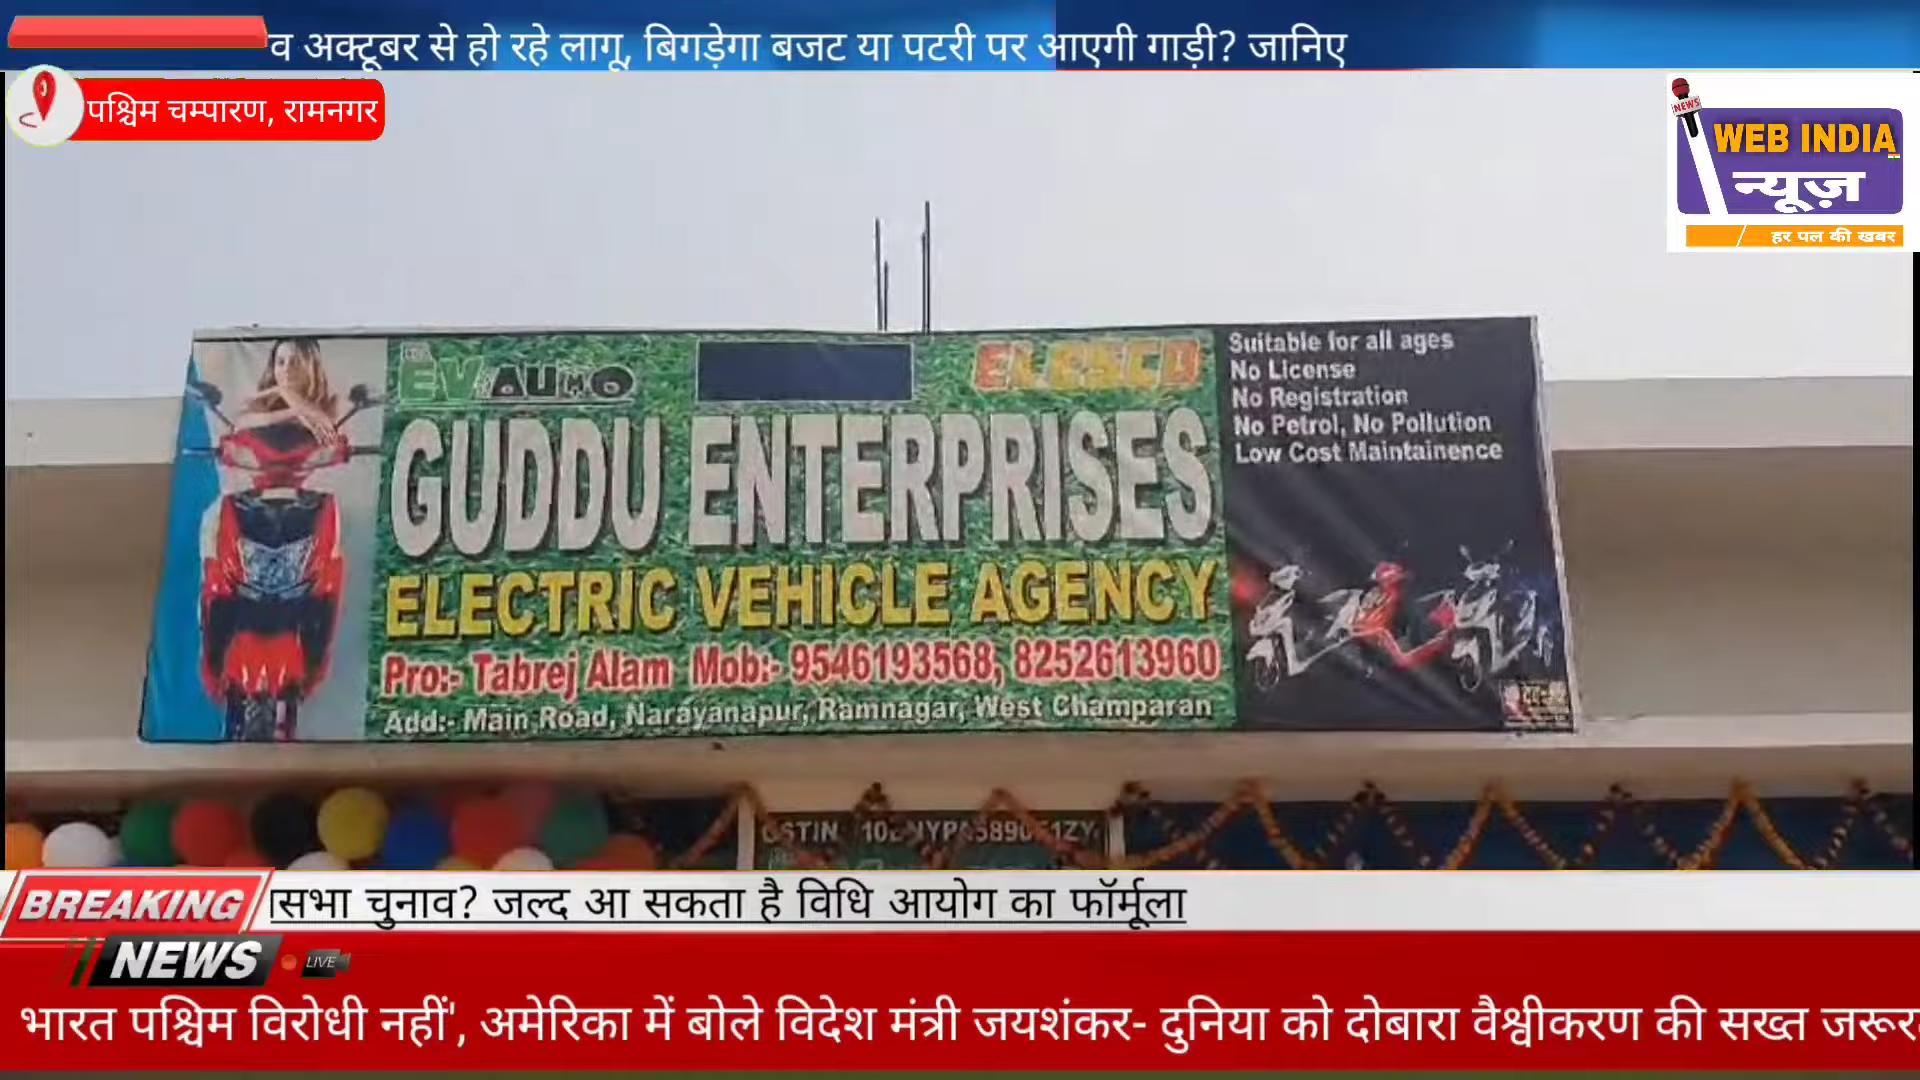 व अक्टूबर से हो रहे लागू, बिगड़ेगा बजट या पटरी पर आएगी गाड़ी? जानिए
पश्चिम चम्पारण, रामनगर
NEWS
WEB INDIA
न्यूज़
हर पल की खबर
EV
ELESCO
GUDDU ENTERPRISES
ELECTRIC VEHICLE AGENCY
Pro:- Tabrej Alam Mob:- 9546193568, 8252613960
Add:- Main Road, Narayanapur, Ramnagar, West Champaran
Suitable for all ages
No License
No Registration
No Petrol, No Pollution
Low Cost Maintainence
GSTIN
BREAKING
NEWS
LIVE
सभा चुनाव? जल्द आ सकता है विधि आयोग का फॉर्मूला
भारत पश्चिम विरोधी नहीं', अमेरिका में बोले विदेश मंत्री जयशंकर- दुनिया को दोबारा वैश्वीकरण की सख्त जरूर